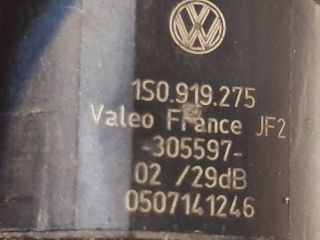 1S0.919.275
Valeo France JF2
-305597-
02 /29dB
0507141246